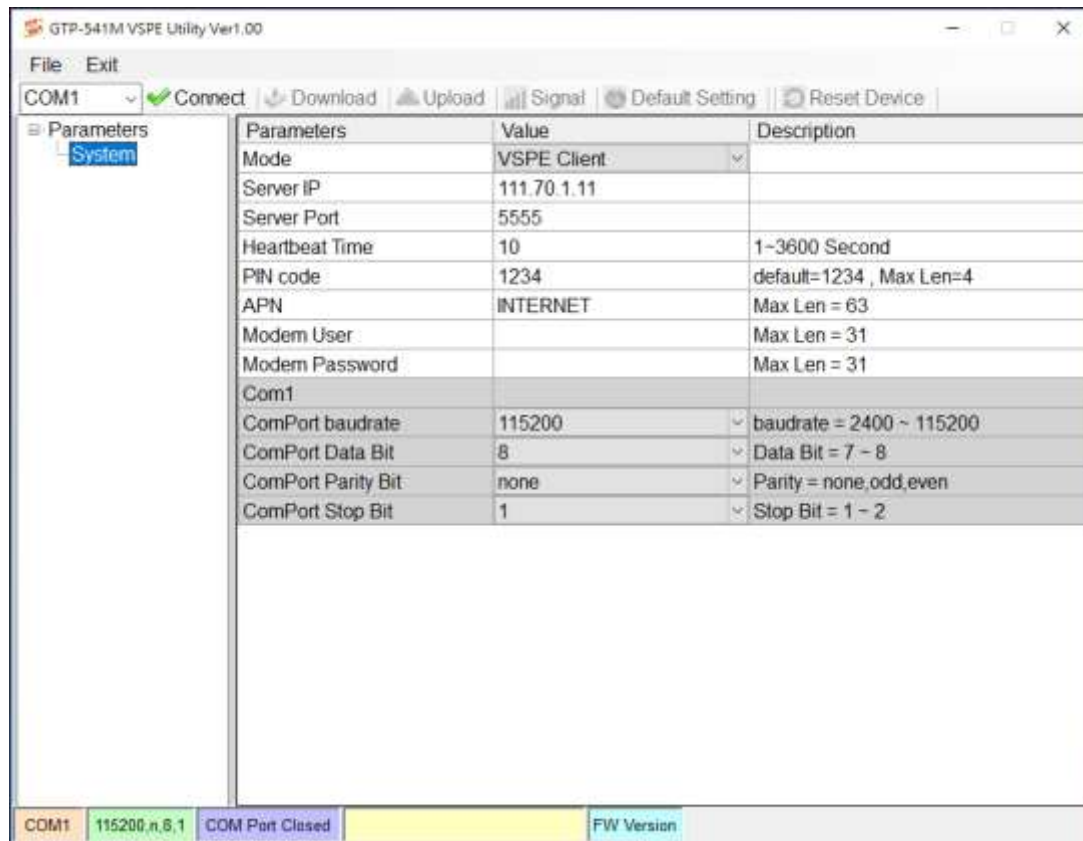 GTP-541M VSPE Utility Ver1.00
File Exit
COM1 Connect Download Upload Signal Default Setting Reset Device
Parameters
System
Parameters Value Description
Mode VSPE Client
Server IP 111.70.1.11
Server Port 5555
Heartbeat Time 10 1~3600 Second
PIN code 1234 default=1234 , Max Len=4
APN INTERNET Max Len = 63
Modem User Max Len = 31
Modem Password Max Len = 31
Com1
ComPort baudrate 115200 baudrate = 2400 ~ 115200
ComPort Data Bit 8 Data Bit = 7 ~ 8
ComPort Parity Bit none Parity = none,odd,even
ComPort Stop Bit 1 Stop Bit = 1 ~ 2
COM1 115200,n,8,1 COM Port Closed FW Version